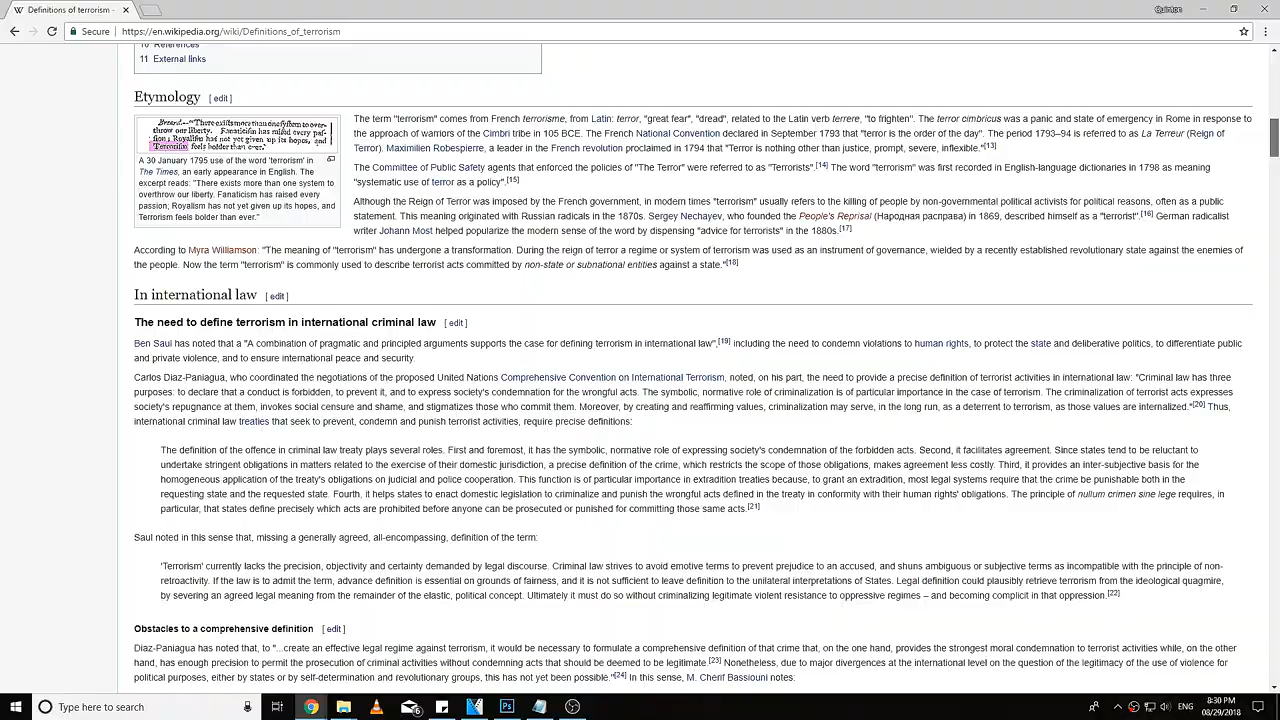 Definitions of terrorism -
Quinton
Secure
https://en.wikipedia.org/wiki/Definitions_of_terrorism
10 References
11 External links
Etymology [ edit ]
The term "terrorism" comes from French terrorisme, from Latin: terror, "great fear", "dread", related to the Latin verb terrere, "to frighten". The terror cimbricus was a panic and state of emergency in Rome in response to
the approach of warriors of the Cimbri tribe in 105 BCE. The French National Convention declared in September 1793 that "terror is the order of the day". The period 1793–94 is referred to as La Terreur (Reign of
Terror). Maximilien Robespierre, a leader in the French revolution proclaimed in 1794 that "Terror is nothing other than justice, prompt, severe, inflexible."[13]
The Committee of Public Safety agents that enforced the policies of "The Terror" were referred to as "Terrorists".[14] The word "terrorism" was first recorded in English-language dictionaries in 1798 as meaning
"systematic use of terror as a policy".[15]
Although the Reign of Terror was imposed by the French government, in modern times "terrorism" usually refers to the killing of people by non-governmental political activists for political reasons, often as a public
statement. This meaning originated with Russian radicals in the 1870s. Sergey Nechayev, who founded the People's Reprisal (Народная расправа) in 1869, described himself as a "terrorist".[16] German radicalist
writer Johann Most helped popularize the modern sense of the word by dispensing "advice for terrorists" in the 1880s.[17]
"There exists more than one system to over-
throw our liberty. Fanaticism has raised every pas-
sion; Royalism has not yet given up its hopes, and
Terrorism feels bolder than ever."
A 30 January 1795 use of the word 'terrorism' in
The Times, an early appearance in English. The
excerpt reads: "There exists more than one system to
overthrow our liberty. Fanaticism has raised every
passion; Royalism has not yet given up its hopes, and
Terrorism feels bolder than ever."
According to Myra Williamson: "The meaning of "terrorism" has undergone a transformation. During the reign of terror a regime or system of terrorism was used as an instrument of governance, wielded by a recently established revolutionary state against the enemies of
the people. Now the term "terrorism" is commonly used to describe terrorist acts committed by non-state or subnational entities against a state."[18]
In international law [ edit ]
The need to define terrorism in international criminal law [ edit ]
Ben Saul has noted that a "A combination of pragmatic and principled arguments supports the case for defining terrorism in international law",[19] including the need to condemn violations to human rights, to protect the state and deliberative politics, to differentiate public
and private violence, and to ensure international peace and security.
Carlos Diaz-Paniagua, who coordinated the negotiations of the proposed United Nations Comprehensive Convention on International Terrorism, noted, on his part, the need to provide a precise definition of terrorist activities in international law: "Criminal law has three
purposes: to declare that a conduct is forbidden, to prevent it, and to express society's condemnation for the wrongful acts. The symbolic, normative role of criminalization is of particular importance in the case of terrorism. The criminalization of terrorist acts expresses
society's repugnance at them, invokes social censure and shame, and stigmatizes those who commit them. Moreover, by creating and reaffirming values, criminalization may serve, in the long run, as a deterrent to terrorism, as those values are internalized."[20] Thus,
international criminal law treaties that seek to prevent, condemn and punish terrorist activities, require precise definitions:
The definition of the offence in criminal law treaty plays several roles. First and foremost, it has the symbolic, normative role of expressing society's condemnation of the forbidden acts. Second, it facilitates agreement. Since states tend to be reluctant to
undertake stringent obligations in matters related to the exercise of their domestic jurisdiction, a precise definition of the crime, which restricts the scope of those obligations, makes agreement less costly. Third, it provides an inter-subjective basis for the
homogeneous application of the treaty's obligations on judicial and police cooperation. This function is of particular importance in extradition treaties because, to grant an extradition, most legal systems require that the crime be punishable both in the
requesting state and the requested state. Fourth, it helps states to enact domestic legislation to criminalize and punish the wrongful acts defined in the treaty in conformity with their human rights' obligations. The principle of nullum crimen sine lege requires, in
particular, that states define precisely which acts are prohibited before anyone can be prosecuted or punished for committing those same acts.[21]
Saul noted in this sense that, missing a generally agreed, all-encompassing, definition of the term:
'Terrorism' currently lacks the precision, objectivity and certainty demanded by legal discourse. Criminal law strives to avoid emotive terms to prevent prejudice to an accused, and shuns ambiguous or subjective terms as incompatible with the principle of non-
retroactivity. If the law is to admit the term, advance definition is essential on grounds of fairness, and it is not sufficient to leave definition to the unilateral interpretations of States. Legal definition could plausibly retrieve terrorism from the ideological quagmire,
by severing an agreed legal meaning from the remainder of the elastic, political concept. Ultimately it must do so without criminalizing legitimate violent resistance to oppressive regimes – and becoming complicit in that oppression.[22]
Obstacles to a comprehensive definition [ edit ]
Diaz-Paniagua has noted that, to "...create an effective legal regime against terrorism, it would be necessary to formulate a comprehensive definition of that crime that, on the one hand, provides the strongest moral condemnation to terrorist activities while, on the other
hand, has enough precision to permit the prosecution of criminal activities without condemning acts that should be deemed to be legitimate.[23] Nonetheless, due to major divergences at the international level on the question of the legitimacy of the use of violence for
political purposes, either by states or by self-determination and revolutionary groups, this has not yet been possible."[24] In this sense, M. Cherif Bassiouni notes:
Type here to search
Ps
ENG
8:30 PM
08/29/2018